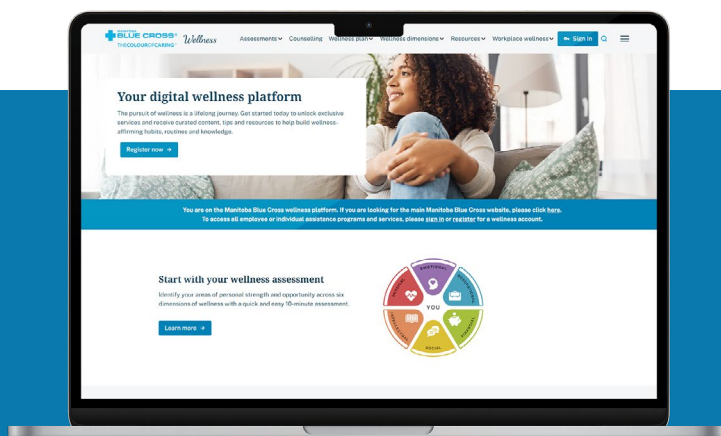 MANITOBA
BLUE CROSS®
THECOLOUROFCARING™
Wellness
Assessments Counselling Wellness plan Wellness dimensions Resources Workplace wellness Sign in
Your digital wellness platform
The pursuit of wellness is a lifelong journey. Get started today to unlock exclusive
services and receive curated content, tips and resources to help build wellness-
affirming habits, routines and knowledge.
Register now →
You are on the Manitoba Blue Cross wellness platform. If you are looking for the main Manitoba Blue Cross website, please click here.
To access all employee or individual assistance programs and services, please sign in or register for a wellness account.
Start with your wellness assessment
Identify your areas of personal strength and opportunity across six
dimensions of wellness with a quick and easy 10-minute assessment.
Learn more →
EMOTIONAL
OCCUPATIONAL
FINANCIAL
SOCIAL
INTELLECTUAL
PHYSICAL
YOU